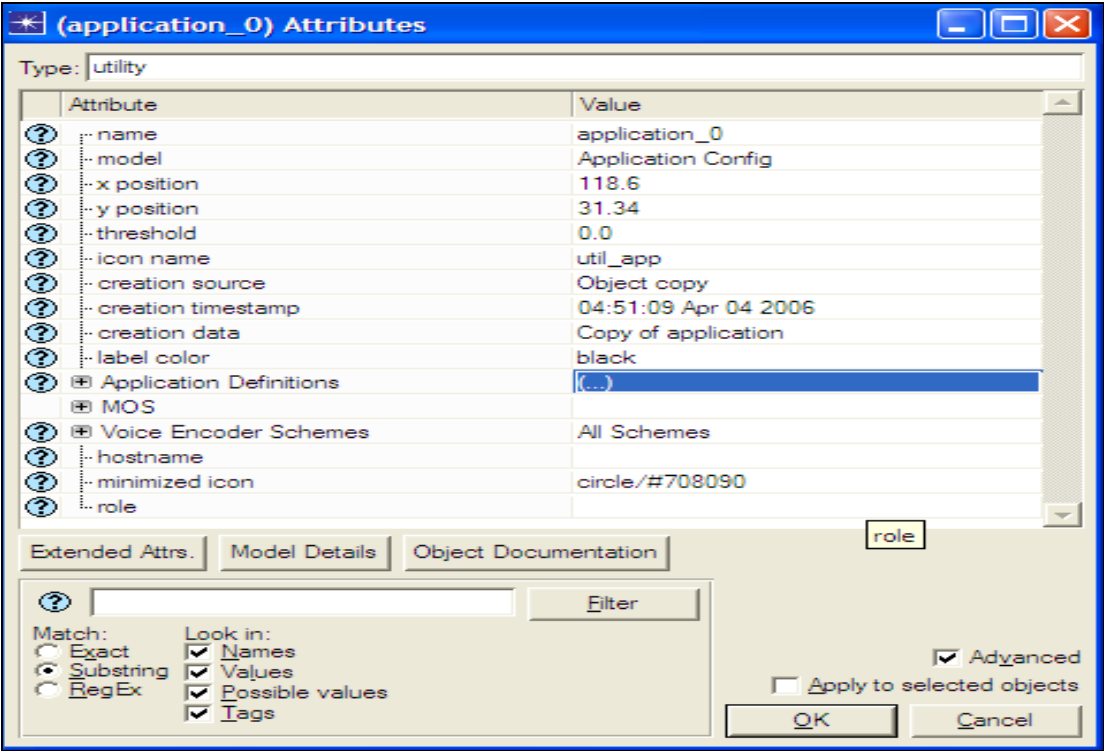 (application_0) Attributes
Type: utility
Attribute Value
name application_0
model Application Config
x position 118.6
y position 31.34
threshold 0.0
icon name util_app
creation source Object copy
creation timestamp 04:51:09 Apr 04 2006
creation data Copy of application
label color black
Application Definitions (...)
MOS
Voice Encoder Schemes All Schemes
hostname
minimized icon circle/#708090
role
role
Extended Attrs. Model Details Object Documentation
Filter
Match: Look in:
Exact Names
Substring Values
RegEx Possible values
Tags
Advanced
Apply to selected objects
OK Cancel